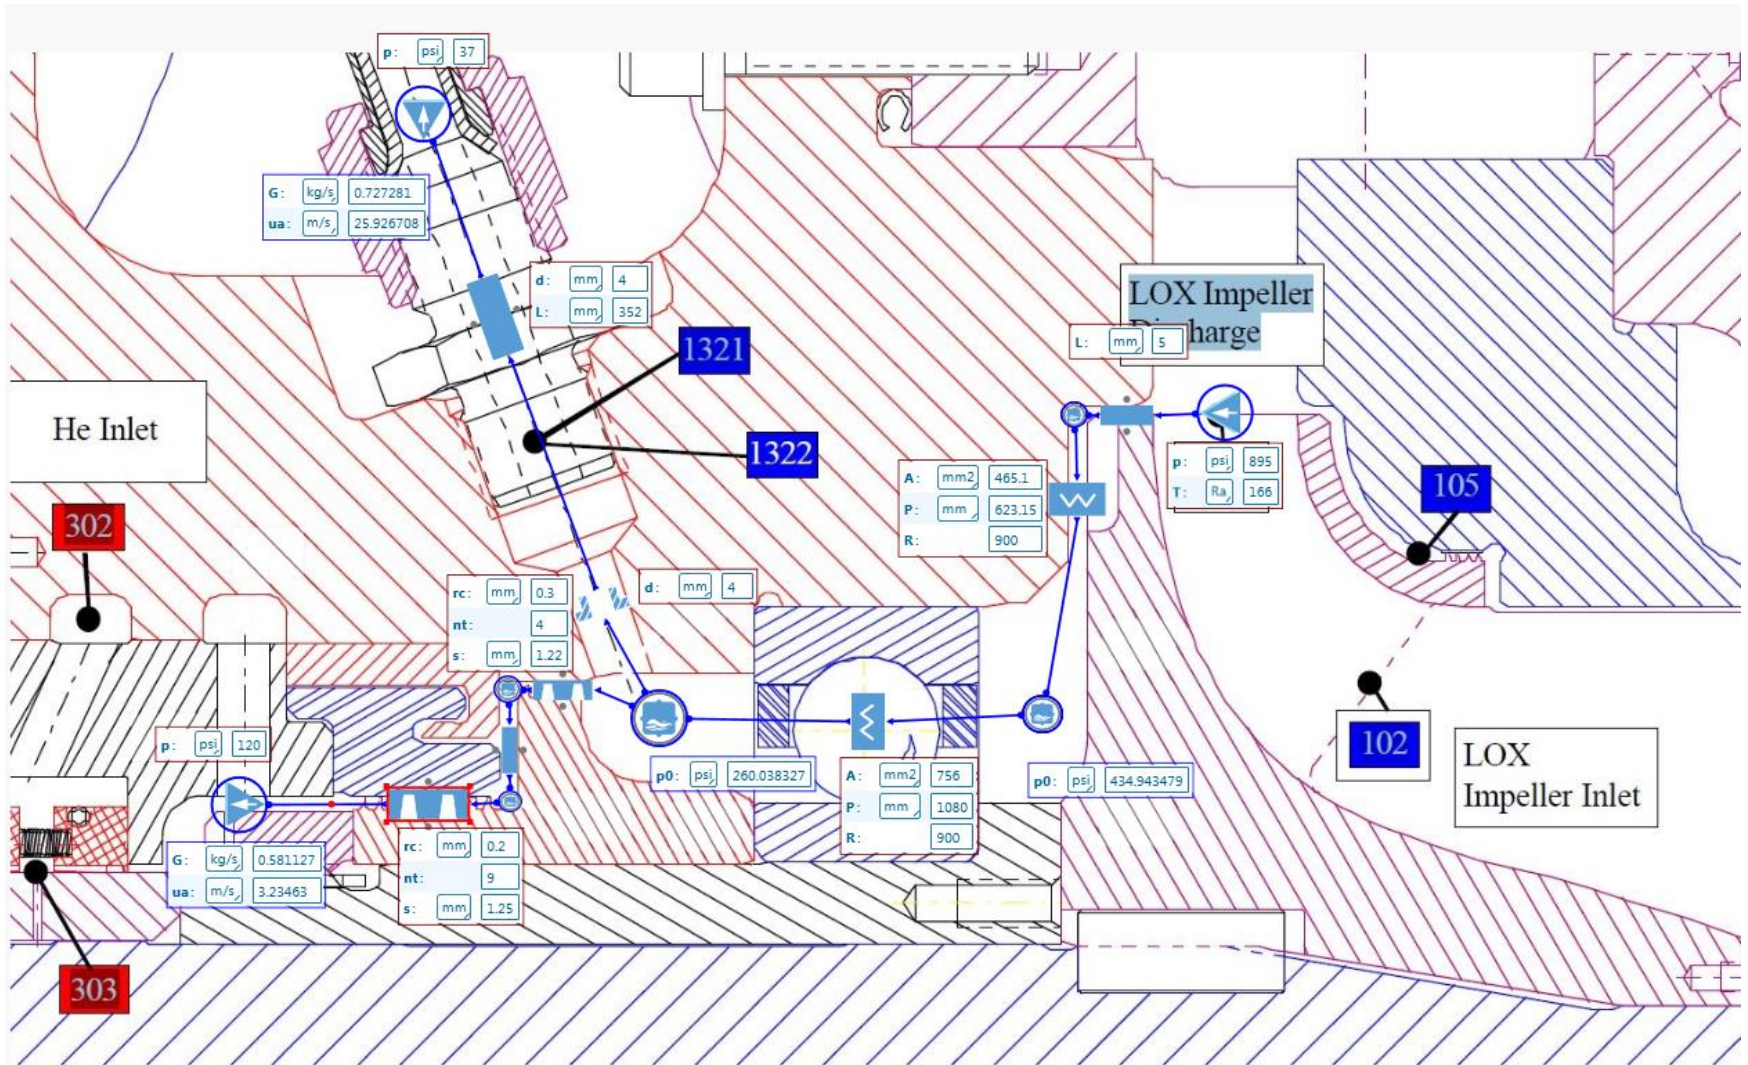 p: psi 37
G: kg/s 0.727281
ua: m/s 25.926708
d: mm 4
L: mm 352
1321
1322
LOX Impeller
Discharge
L: mm 5
He Inlet
302
A: mm2 465.1
P: mm 623.15
R: 900
p: psi 895
T: Ra 166
105
rc: mm 0.3
nt: 4
s: mm 1.22
d: mm 4
p: psi 120
p0: psi 260.038327
A: mm2 756
P: mm 1080
R: 900
p0: psi 434.943479
102
LOX
Impeller Inlet
G: kg/s 0.581127
ua: m/s 3.23463
rc: mm 0.2
nt: 9
s: mm 1.25
303